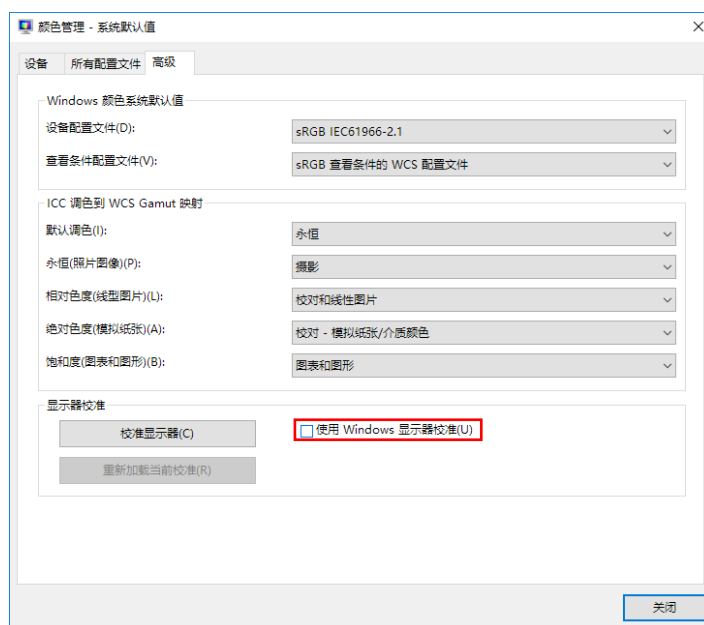 颜色管理 - 系统默认值
设备 所有配置文件 高级
Windows 颜色系统默认值
设备配置文件(D): sRGB IEC61966-2.1
查看条件配置文件(V): sRGB 查看条件的 WCS 配置文件
ICC 调色到 WCS Gamut 映射
默认调色(I): 永恒
永恒(照片图像)(P): 摄影
相对色度(线型图片)(L): 校对和线性图片
绝对色度(模拟纸张)(A): 校对 - 模拟纸张/介质颜色
饱和度(图表和图形)(B): 图表和图形
显示器校准
校准显示器(C) 使用 Windows 显示器校准(U)
重新加载当前校准(R)
关闭